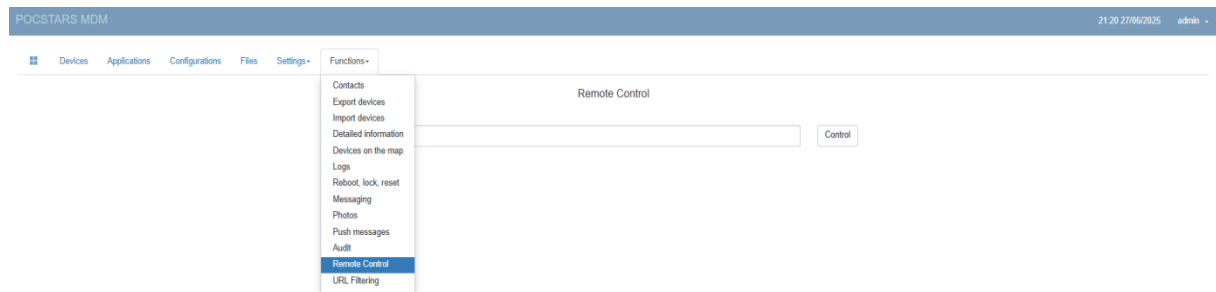 POCSTARS MDM 21:20 27/06/2025 admin
Devices Applications Configurations Files Settings Functions
Contacts
Remote Control
Export devices
Import devices
Detailed information
Control
Devices on the map
Logs
Reboot, lock, reset
Messaging
Photos
Push messages
Audit
Remote Control
URL Filtering